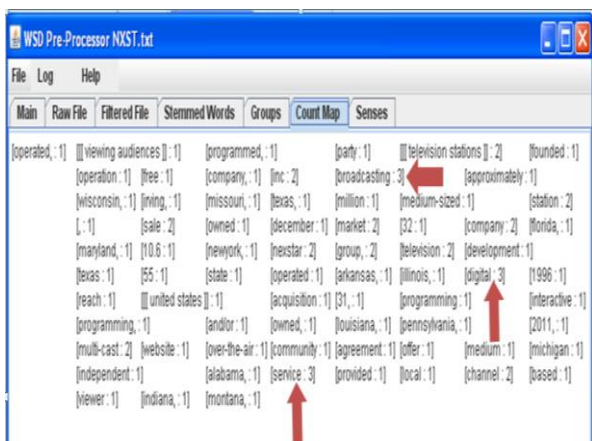 WSD Pre-Processor NXST.txt
File Log Help
Main Raw File Filtered File Stemmed Words Groups Count Map Senses
[operated, : 1] [[[ viewing audiences ]] : 1] [programmed, : 1] [party : 1] [[[ television stations ]] : 2] [founded : 1]
[operation : 1] [free : 1] [company, : 1] [inc : 2] [broadcasting : 3] [approximately : 1]
[wisconsin, : 1] [irving, : 1] [missouri, : 1] [texas, : 1] [million : 1] [medium-sized : 1]
[, : 1] [sale : 2] [owned : 1] [december : 1] [market : 2] [32 : 1] [company : 2] [florida, : 1] [station : 2]
[maryland, : 1] [10.6 : 1] [newyork, : 1] [nexstar : 2] [group, : 2] [television : 2] [development : 1]
[texas : 1] [55 : 1] [state : 1] [operated : 1] [arkansas, : 1] [illinois, : 1] [digital : 3] [1996 : 1]
[reach : 1] [[[ united states ]] : 1] [acquisition : 1] [31, : 1] [programming : 1] [interactive : 1]
[programming, : 1] [and/or : 1] [owned, : 1] [louisiana, : 1] [pennsylvania, : 1] [2011, : 1]
[multi-cast : 2] [website : 1] [over-the-air : 1] [community : 1] [agreement : 1] [offer : 1] [medium : 1] [michigan : 1]
[independent : 1] [alabama, : 1] [service : 3] [provided : 1] [local : 1] [channel : 2] [based : 1]
[viewer : 1] [indiana, : 1] [montana, : 1]